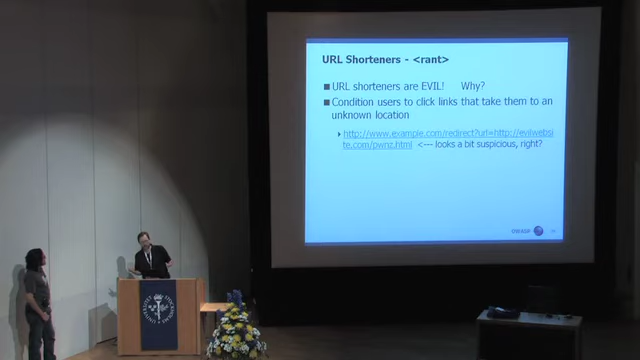 URL Shorteners - <rant>
URL shorteners are EVIL! Why?
Condition users to click links that take them to an
unknown location
http://www.example.com/redirect?url=http://evilwebsi
te.com/pwnz.html <--- looks a bit suspicious, right?